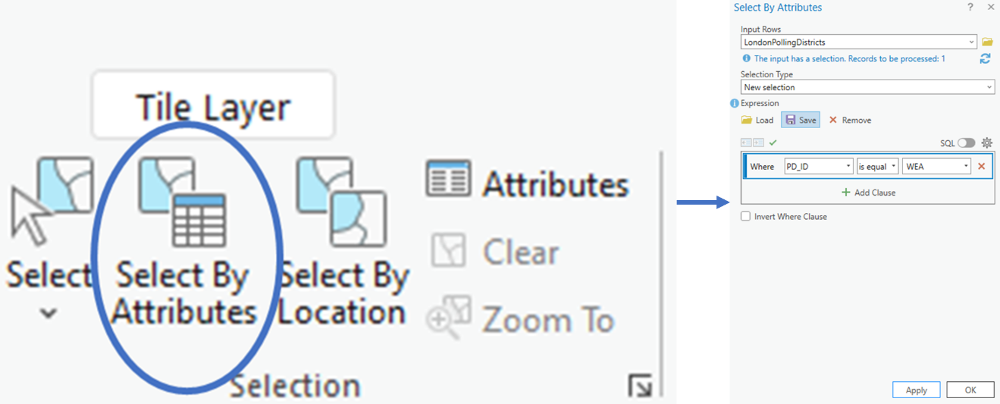 Tile Layer
Select
Select By
Attributes
Select By
Location
Attributes
Clear
Zoom To
Selection
Select By Attributes
?
Input Rows
LondonPollingDistricts
The input has a selection. Records to be processed: 1
Selection Type
New selection
Expression
Load Save Remove
SQL
Where PD_ID is equal WEA
Add Clause
Invert Where Clause
Apply OK